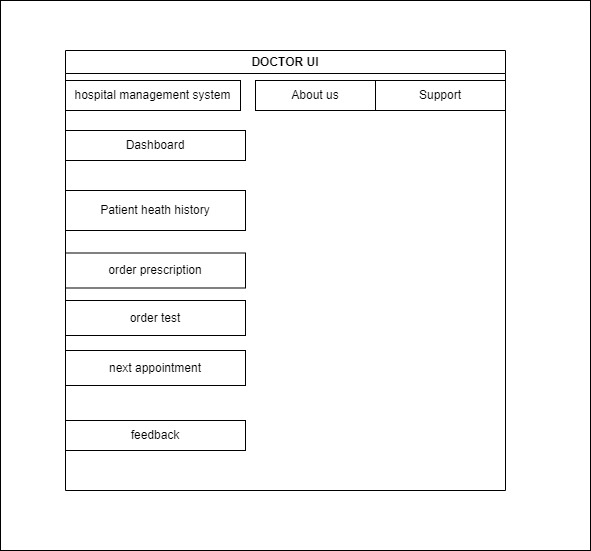 DOCTOR UI
hospital management system
About us
Support
Dashboard
Patient heath history
order prescription
order test
next appointment
feedback